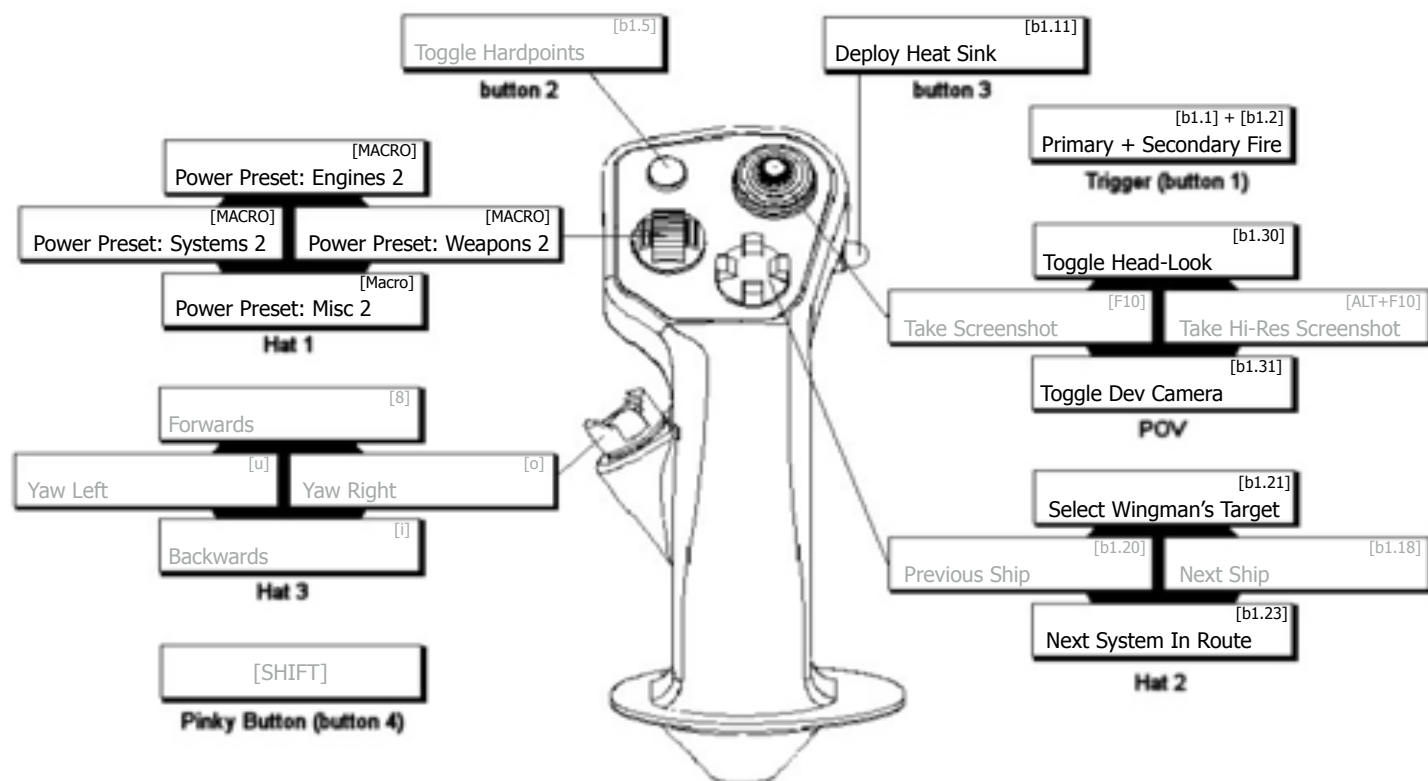 [b1.5]
Toggle Hardpoints
button 2
[b1.11]
Deploy Heat Sink
button 3
[b1.1] + [b1.2]
Primary + Secondary Fire
Trigger (button 1)
[MACRO]
Power Preset: Engines 2
[MACRO]
Power Preset: Systems 2
[MACRO]
Power Preset: Weapons 2
[Macro]
Power Preset: Misc 2
Hat 1
[b1.30]
Toggle Head-Look
[F10]
Take Screenshot
[ALT+F10]
Take Hi-Res Screenshot
[b1.31]
Toggle Dev Camera
POV
[8]
Forwards
[u]
Yaw Left
[o]
Yaw Right
[i]
Backwards
Hat 3
[b1.21]
Select Wingman's Target
[b1.20]
Previous Ship
[b1.18]
Next Ship
[b1.23]
Next System In Route
Hat 2
[SHIFT]
Pinky Button (button 4)